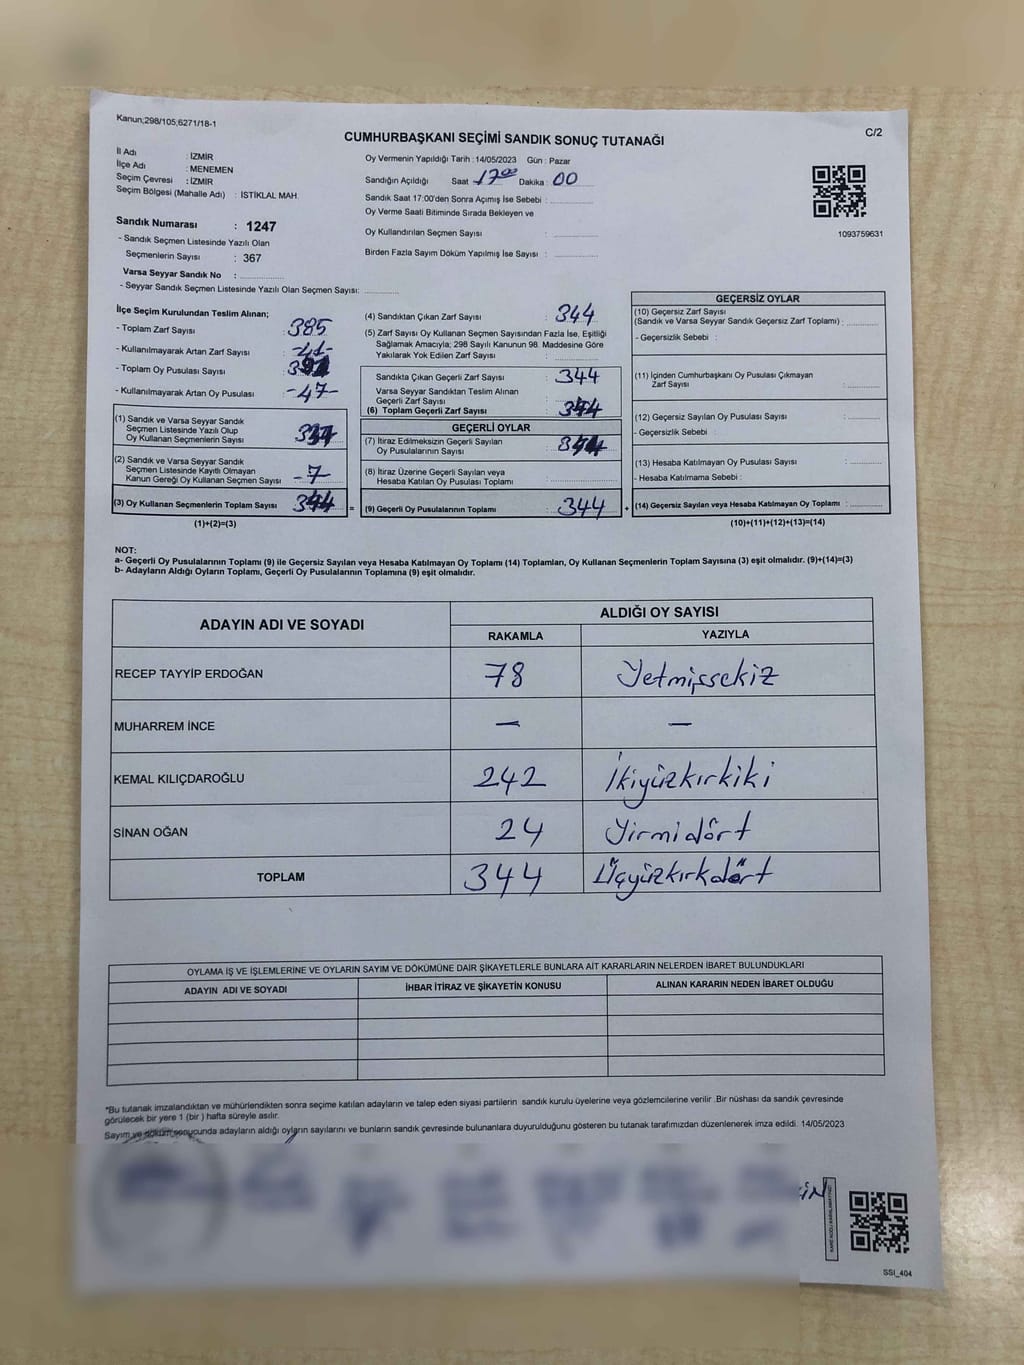 Kanun;298/105,6271/18-1
C/2
CUMHURBAŞKANI SEÇİMİ SANDIK SONUÇ TUTANAĞI
İl Adı : İZMİR
İlçe Adı : MENEMEN
Seçim Çevresi : İZMİR
Seçim Bölgesi (Mahalle Adı) : İSTİKLAL MAH.
Sandık Numarası : 1247
- Sandık Seçmen Listesinde Yazılı Olan
Seçmenlerin Sayısı : 367
Varsa Seyyar Sandık No :
- Seyyar Sandık Seçmen Listesinde Yazılı Olan Seçmen Sayısı:
Oy Vermenin Yapıldığı Tarih : 14/05/2023 Gün : Pazar
Sandığın Açıldığı Saat 17⁰⁰ Dakika : 00
Sandık Saat 17:00'den Sonra Açımış İse Sebebi :
Oy Verme Saati Bitiminde Sırada Bekleyen ve
Oy Kullandırılan Seçmen Sayısı :
Birden Fazla Sayım Döküm Yapılmış İse Sayısı :
1093759631
İlçe Seçim Kurulundan Teslim Alınan;
- Toplam Zarf Sayısı : 385
- Kullanılmayarak Artan Zarf Sayısı : -41-
- Toplam Oy Pusulası Sayısı :
- Kullanılmayarak Artan Oy Pusulası : -47-
(1) Sandık ve Varsa Seyyar Sandık
Seçmen Listesinde Yazılı Olup
Oy Kullanan Seçmenlerin Sayısı :
(2) Sandık ve Varsa Seyyar Sandık
Seçmen Listesinde Kayıtlı Olmayan
Kanun Gereği Oy Kullanan Seçmen Sayısı : -7-
(3) Oy Kullanan Seçmenlerin Toplam Sayısı : 344 =
(1)+(2)=(3)
(4) Sandıktan Çıkan Zarf Sayısı : 344
(5) Zarf Sayısı Oy Kullanan Seçmen Sayısından Fazla İse, Eşitliği
Sağlamak Amacıyla; 298 Sayılı Kanunun 98. Maddesine Göre
Yakılarak Yok Edilen Zarf Sayısı :
Sandıkta Çıkan Geçerli Zarf Sayısı : 344
Varsa Seyyar Sandıktan Teslim Alınan
Geçerli Zarf Sayısı :
(6) Toplam Geçerli Zarf Sayısı : 344
GEÇERLİ OYLAR
(7) İtiraz Edilmeksizin Geçerli Sayılan
Oy Pusulalarının Sayısı : 344
(8) İtiraz Üzerine Geçerli Sayılan veya
Hesaba Katılan Oy Pusulası Toplamı :
(9) Geçerli Oy Pusulalarının Toplamı : 344 +
GEÇERSİZ OYLAR
(10) Geçersiz Zarf Sayısı
(Sandık ve Varsa Seyyar Sandık Geçersiz Zarf Toplamı) :
- Geçersizlik Sebebi :
(11) İçinden Cumhurbaşkanı Oy Pusulası Çıkmayan
Zarf Sayısı :
(12) Geçersiz Sayılan Oy Pusulası Sayısı :
- Geçersizlik Sebebi :
(13) Hesaba Katılmayan Oy Pusulası Sayısı :
- Hesaba Katılmama Sebebi :
(14) Geçersiz Sayılan veya Hesaba Katılmayan Oy Toplamı :
(10)+(11)+(12)+(13)=(14)
NOT:
a- Geçerli Oy Pusulalarının Toplamı (9) ile Geçersiz Sayılan veya Hesaba Katılmayan Oy Toplamı (14) Toplamları, Oy Kullanan Seçmenlerin Toplam Sayısına (3) eşit olmalıdır. (9)+(14)=(3)
b- Adayların Aldığı Oyların Toplamı, Geçerli Oy Pusulalarının Toplamına (9) eşit olmalıdır.
ADAYIN ADI VE SOYADI
ALDIĞI OY SAYISI
RAKAMLA YAZIYLA
RECEP TAYYİP ERDOĞAN 78 Yetmişsekiz
MUHARREM İNCE — —
KEMAL KILIÇDAROĞLU 242 İkiyüzkırkiki
SİNAN OĞAN 24 Yirmidört
TOPLAM 344 Üçyüzkırkdört
OYLAMA İŞ VE İŞLEMLERİNE VE OYLARIN SAYIM VE DÖKÜMÜNE DAİR ŞİKAYETLERLE BUNLARA AİT KARARLARIN NELERDEN İBARET BULUNDUKLARI
ADAYIN ADI VE SOYADI İHBAR İTİRAZ VE ŞİKAYETİN KONUSU ALINAN KARARIN NEDEN İBARET OLDUĞU
*Bu tutanak imzalandıktan ve mühürlendikten sonra seçime katılan adayların ve talep eden siyasi partilerin sandık kurulu üyelerine veya gözlemcilerine verilir .Bir nüshası da sandık çevresinde
görülecek bir yere 1 (bir ) hafta süreyle asılır.
Sayım ve döküm sonucunda adayların aldığı oyların sayılarını ve bunların sandık çevresinde bulunanlara duyurulduğunu gösteren bu tutanak tarafımızdan düzenlenerek imza edildi. 14/05/2023
SSI_404